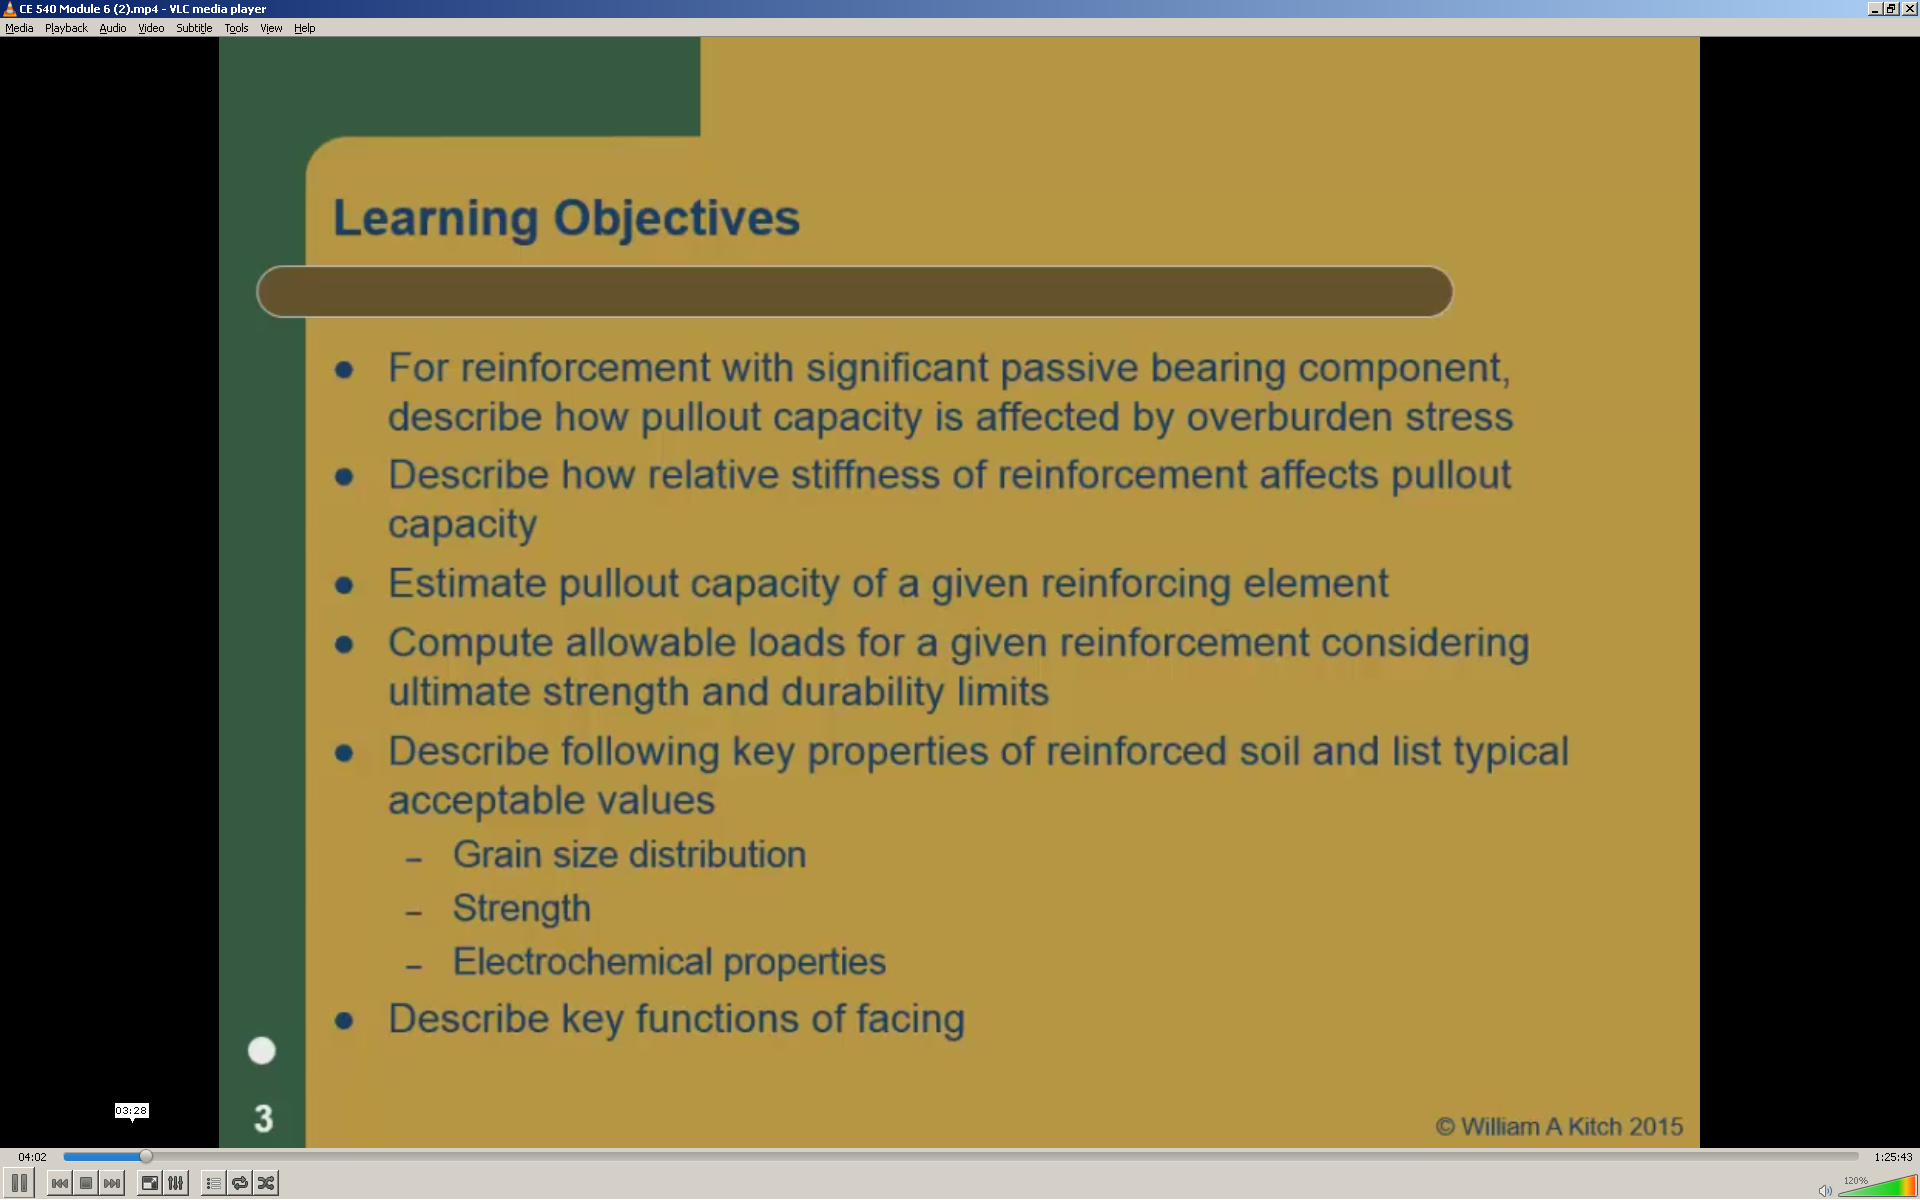 CE 540 Module 6 (2).mp4 - VLC media player
Media Playback Audio Video Subtitle Tools View Help
Learning Objectives
● For reinforcement with significant passive bearing component,
describe how pullout capacity is affected by overburden stress
● Describe how relative stiffness of reinforcement affects pullout
capacity
● Estimate pullout capacity of a given reinforcing element
● Compute allowable loads for a given reinforcement considering
ultimate strength and durability limits
● Describe following key properties of reinforced soil and list typical
acceptable values
– Grain size distribution
– Strength
– Electrochemical properties
● Describe key functions of facing
03:28
3
© William A Kitch 2015
04:02
1:25:43
120%